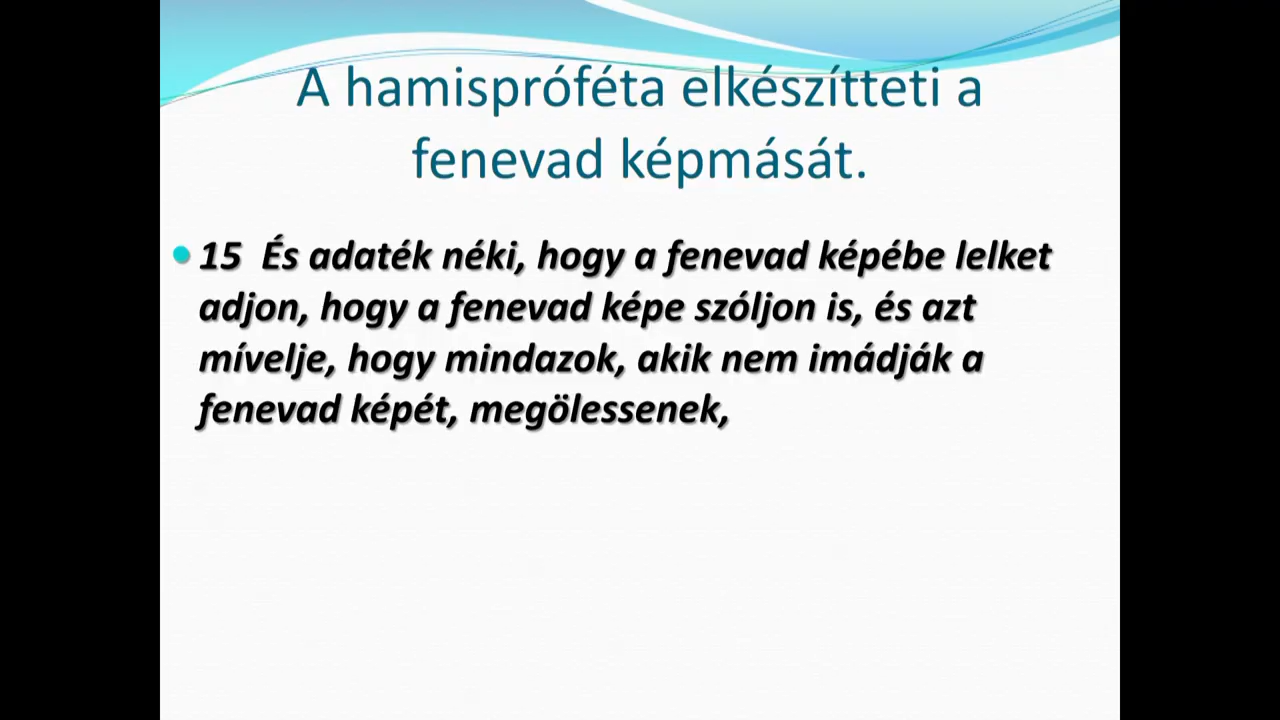 A hamispróféta elkészítteti a
fenevad képmását.
15 És adaték néki, hogy a fenevad képébe lelket
adjon, hogy a fenevad képe szóljon is, és azt
mívelje, hogy mindazok, akik nem imádják a
fenevad képét, megölessenek,